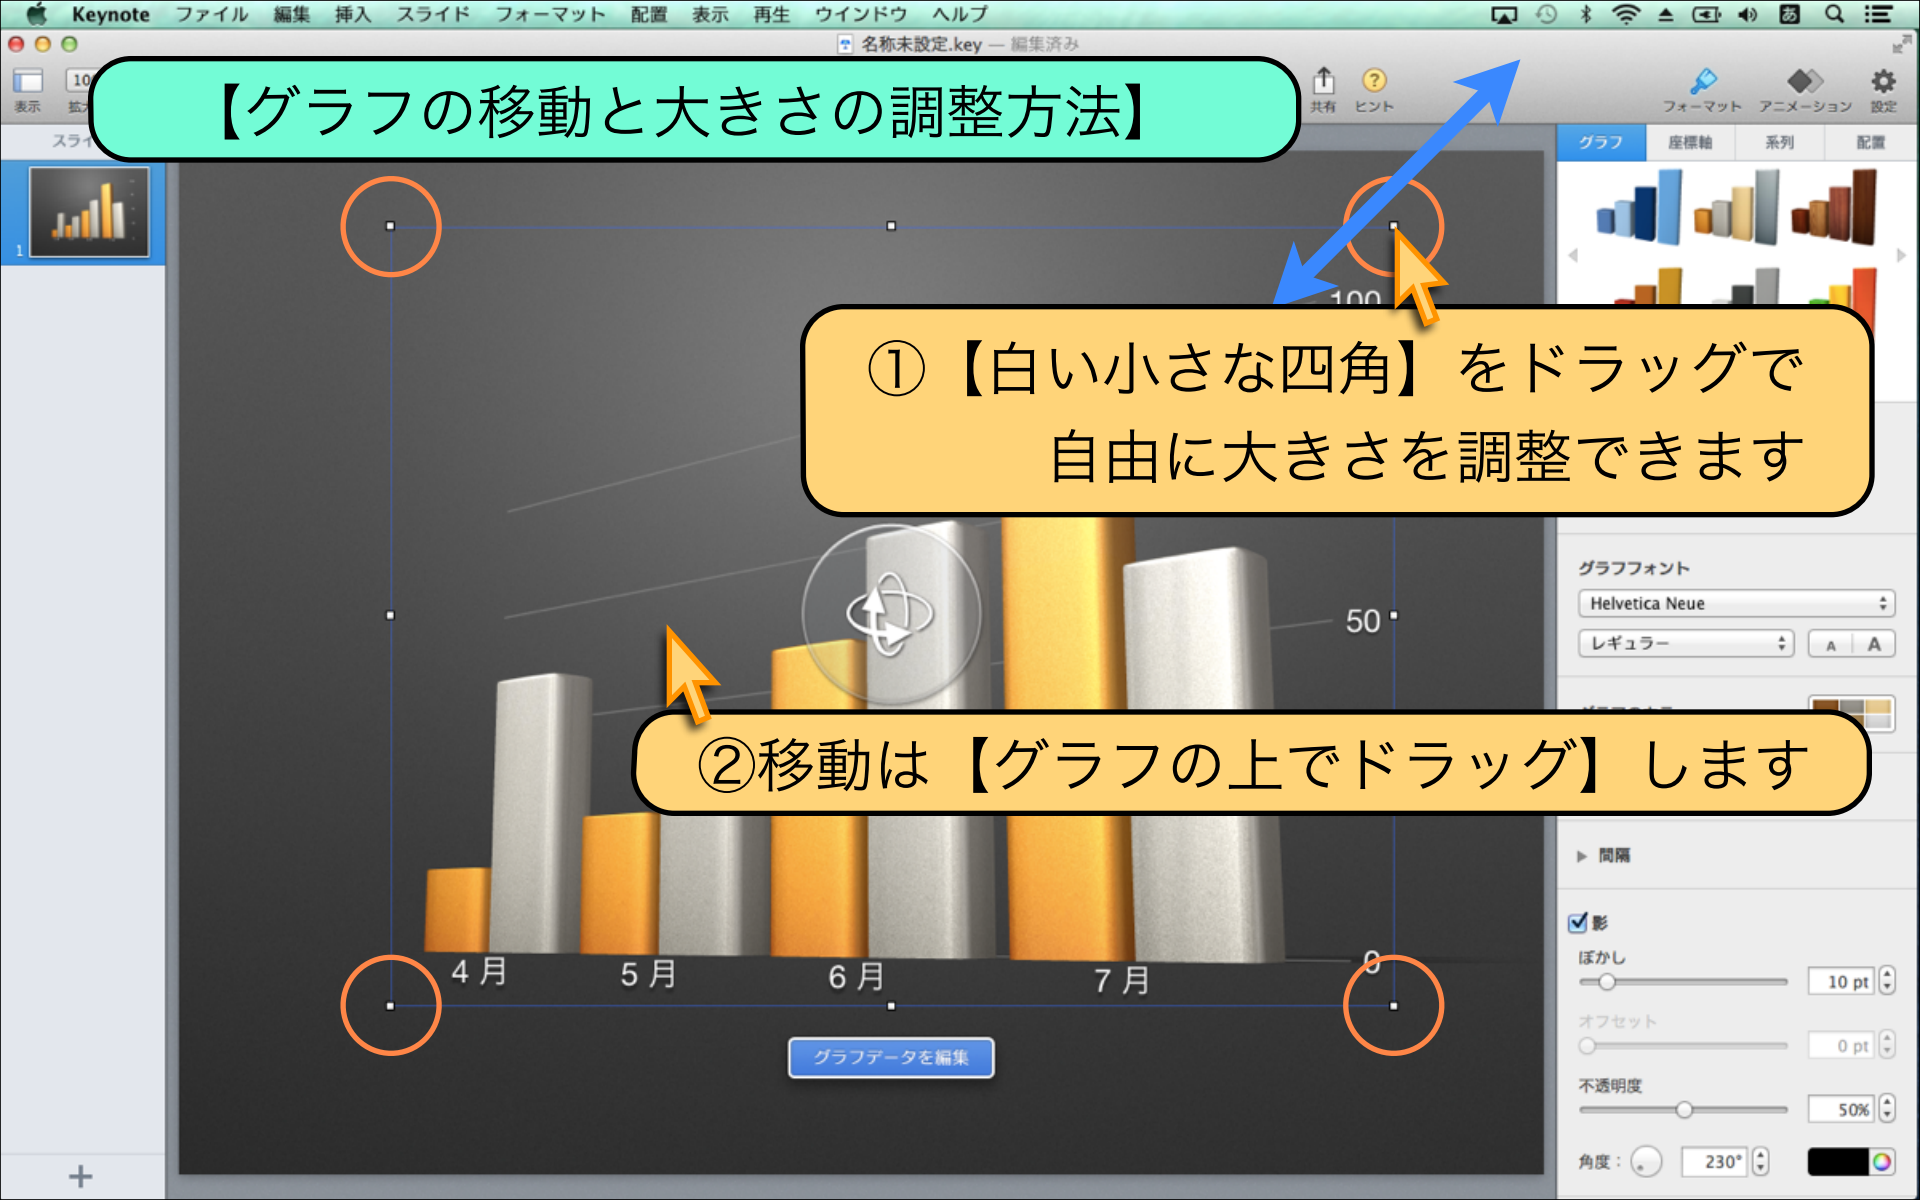 Keynote ファイル 編集 挿入 スライド フォーマット 配置 表示 再生 ウインドウ ヘルプ あ
名称未設定.key — 編集済み
表示
共有 ヒント
フォーマット アニメーション 設定
【グラフの移動と大きさの調整方法】
グラフ 座標軸 系列 配置
1
100
①【白い小さな四角】をドラッグで
自由に大きさを調整できます
50
②移動は【グラフの上でドラッグ】します
0
4月 5月 6月 7月
グラフデータを編集
グラフフォント
Helvetica Neue
レギュラー A A
間隔
影
ぼかし
10 pt
オフセット
0 pt
不透明度
50%
角度: 230°